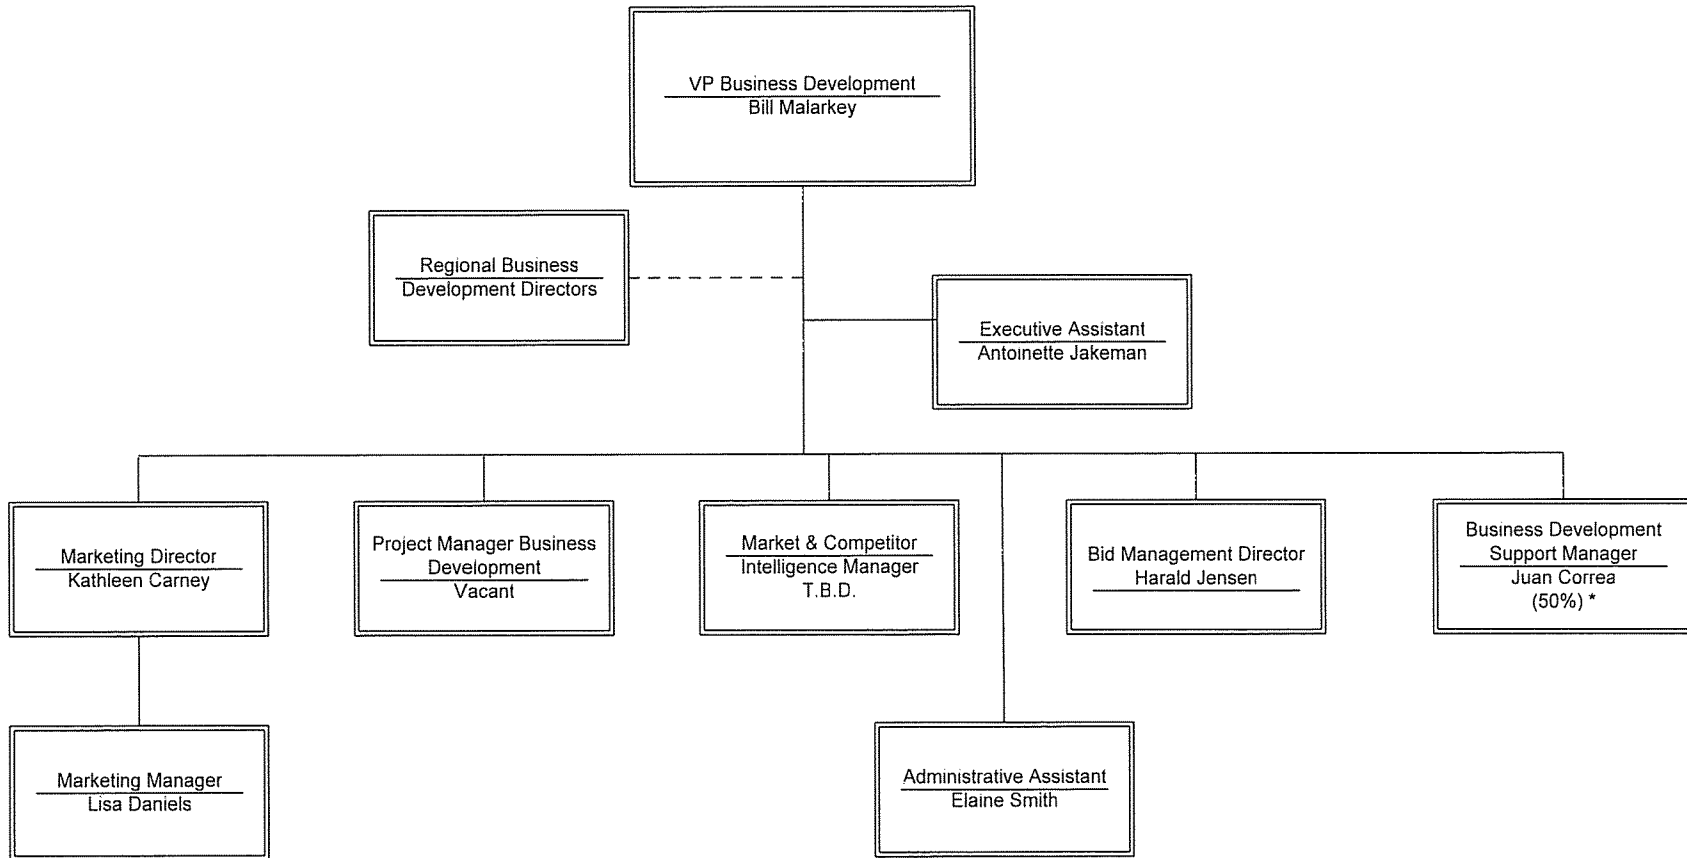 VP Business Development
Bill Malarkey
Regional Business
Development Directors
Executive Assistant
Antoinette Jakeman
Marketing Director
Kathleen Carney
Project Manager Business
Development
Vacant
Market & Competitor
Intelligence Manager
T.B.D.
Bid Management Director
Harald Jensen
Business Development
Support Manager
Juan Correa
(50%) *
Marketing Manager
Lisa Daniels
Administrative Assistant
Elaine Smith